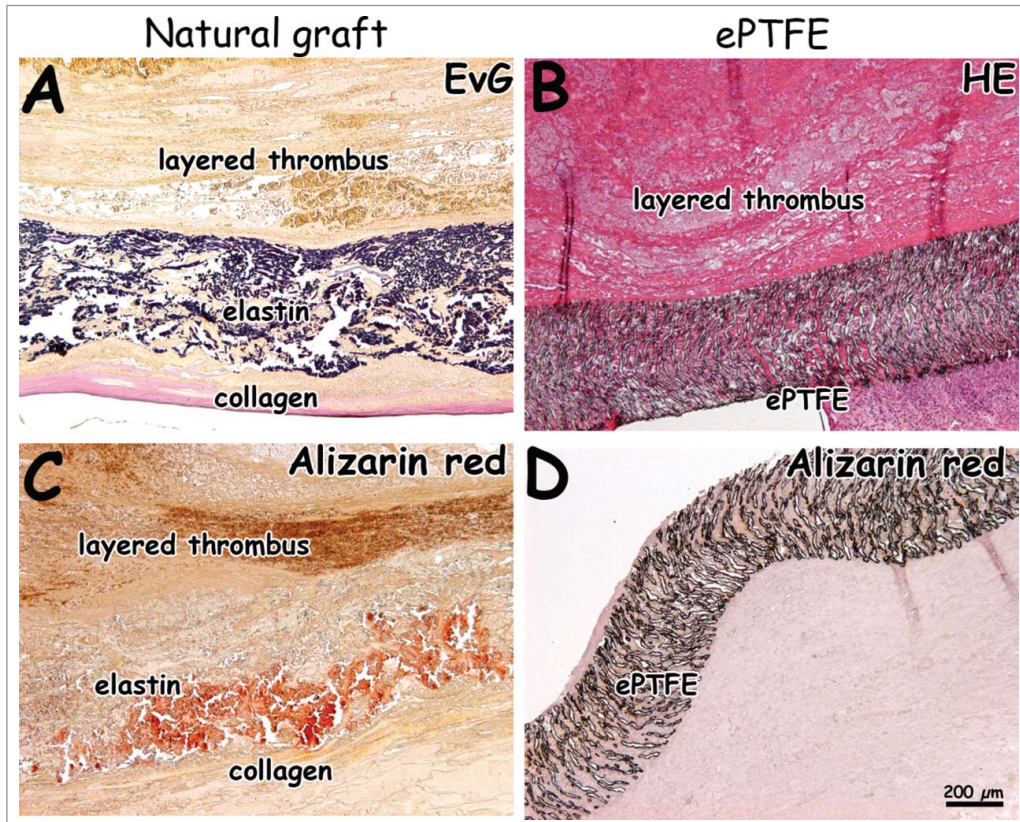 Natural graft
ePTFE
A
EvG
layered thrombus
elastin
collagen
B
HE
layered thrombus
ePTFE
C
Alizarin red
layered thrombus
elastin
collagen
D
Alizarin red
ePTFE
200 µm